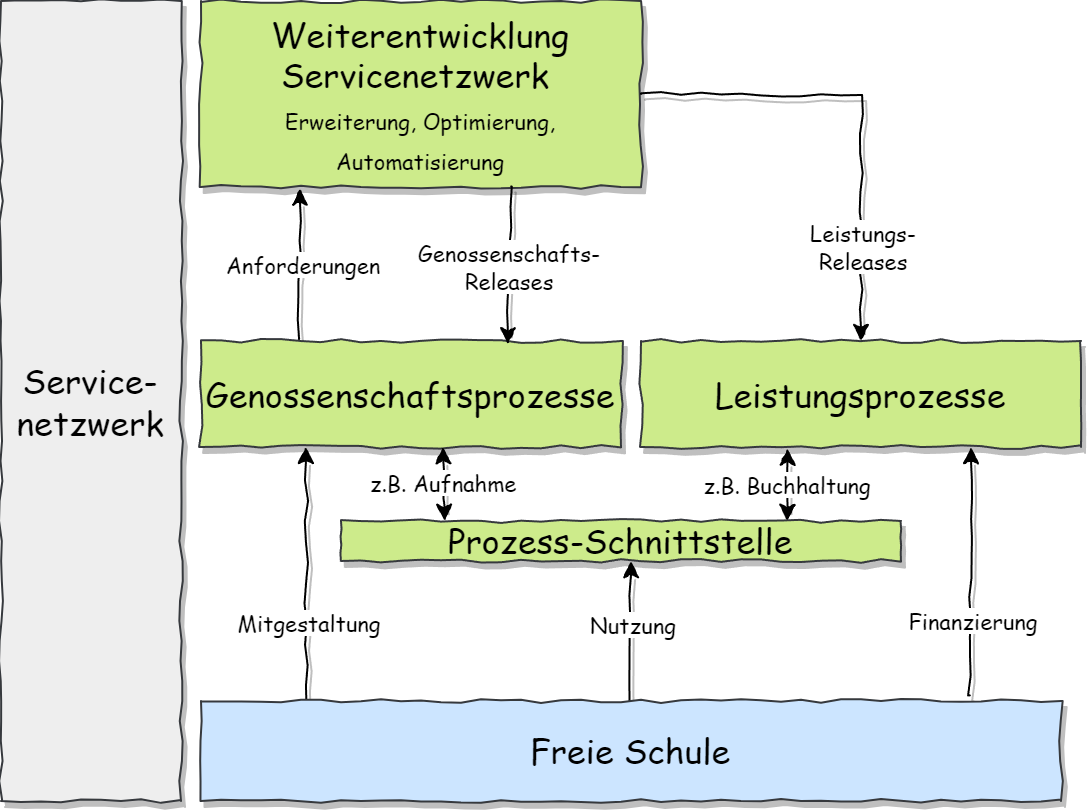 Weiterentwicklung
Servicenetzwerk
Erweiterung, Optimierung,
Automatisierung
Anforderungen
Genossenschafts-
Releases
Leistungs-
Releases
Service-
netzwerk
Genossenschaftsprozesse
Leistungsprozesse
z.B. Aufnahme
z.B. Buchhaltung
Prozess-Schnittstelle
Mitgestaltung
Nutzung
Finanzierung
Freie Schule